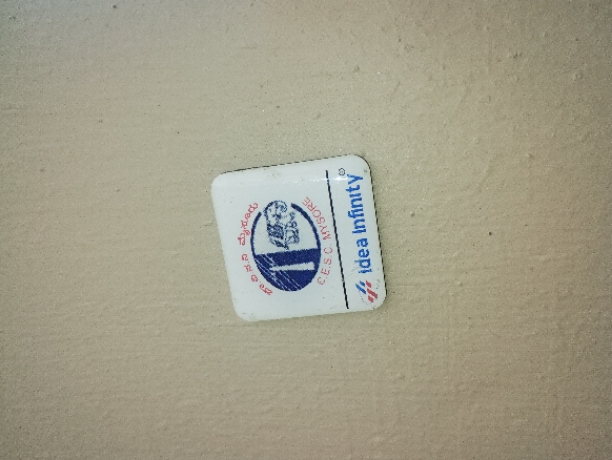 ಚಾ.ವಿ.ಸ.ನಿ ಮೈಸೂರು
C.E.S.C. MYSORE
idea Infinity